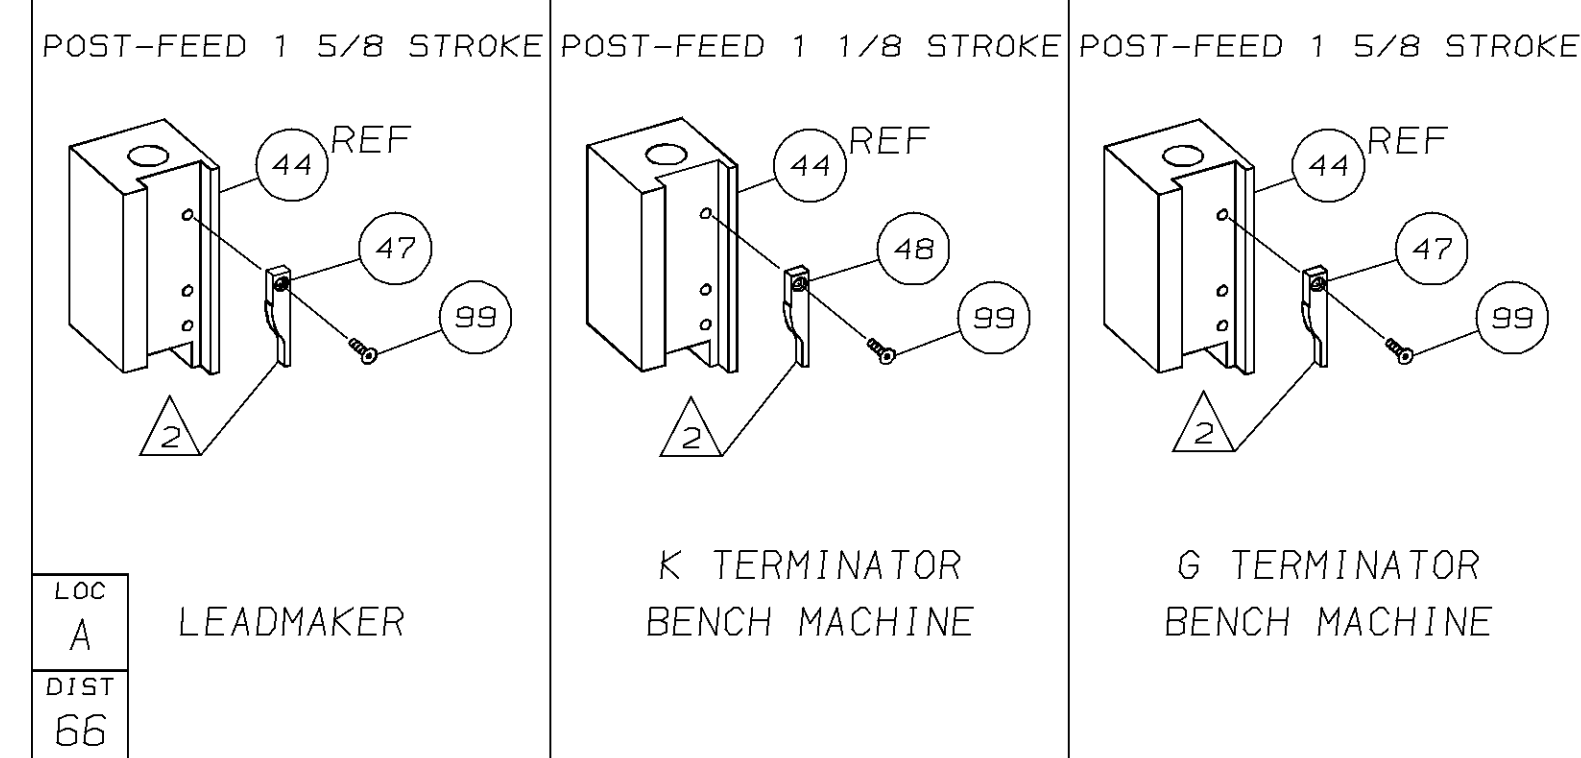 POST-FEED 1 5/8 STROKE
44 REF
47
99
2
LEADMAKER
POST-FEED 1 1/8 STROKE
44 REF
48
99
2
K TERMINATOR
BENCH MACHINE
POST-FEED 1 5/8 STROKE
44 REF
47
99
2
G TERMINATOR
BENCH MACHINE
LOC
A
DIST
66